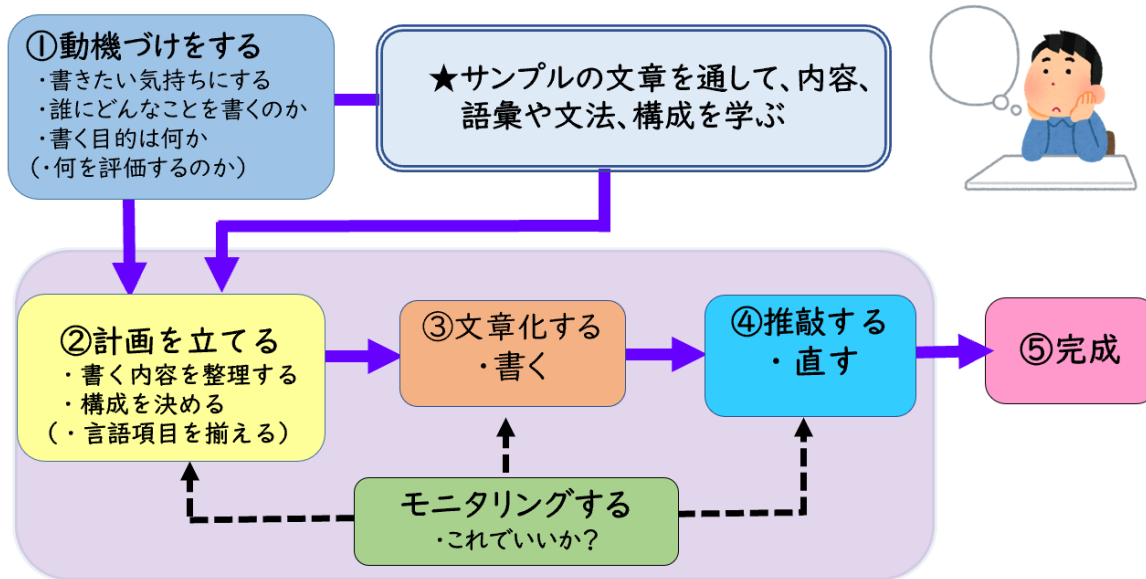 ①動機づけをする
・書きたい気持ちにする
・誰にどんなことを書くのか
・書く目的は何か
(・何を評価するのか)
★サンプルの文章を通して、内容、
語彙や文法、構成を学ぶ
②計画を立てる
・書く内容を整理する
・構成を決める
(・言語項目を揃える)
③文章化する
・書く
④推敲する
・直す
⑤完成
モニタリングする
・これでいいか?